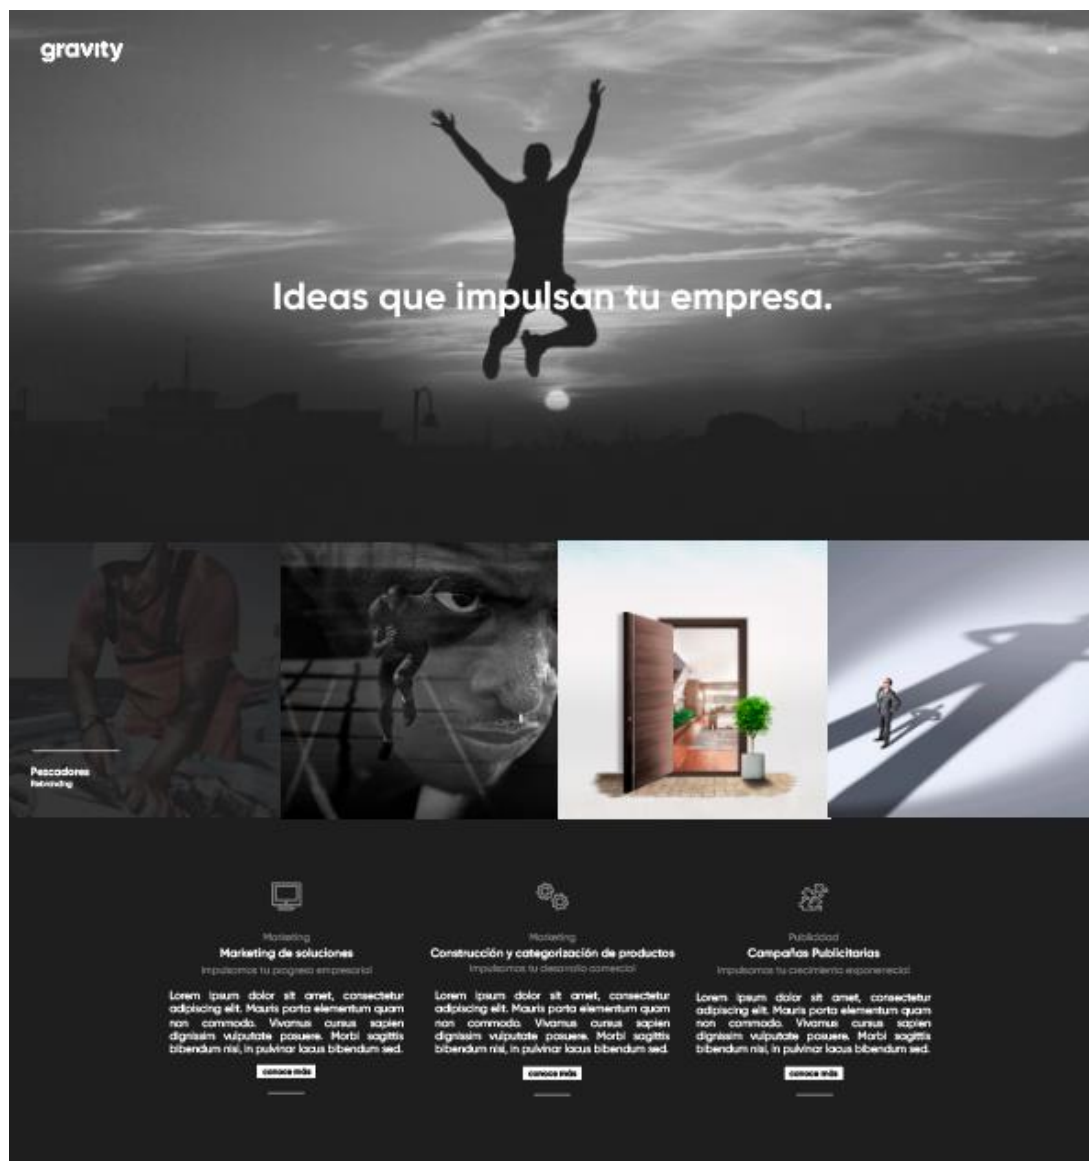 gravity
Ideas que impulsan tu empresa.
Pescadores
Rebranding
Marketing
Marketing de soluciones
Impulsamos tu progreso empresarial
Lorem ipsum dolor sit amet, consectetur
adipiscing elit. Mauris porta elementum quam
non commodo. Vivamus cursus sapien
dignissim vulputate posuere. Morbi sagittis
bibendum nisi, in pulvinar lacus bibendum sed.
conoce más
Marketing
Construcción y categorización de productos
Impulsamos tu desarrollo comercial
Lorem ipsum dolor sit amet, consectetur
adipiscing elit. Mauris porta elementum quam
non commodo. Vivamus cursus sapien
dignissim vulputate posuere. Morbi sagittis
bibendum nisi, in pulvinar lacus bibendum sed.
conoce más
Publicidad
Campañas Publicitarias
Impulsamos tu crecimiento
Lorem ipsum dolor sit amet, consectetur
adipiscing elit. Mauris porta elementum quam
non commodo. Vivamus cursus sapien
dignissim vulputate posuere. Morbi sagittis
bibendum nisi, in pulvinar lacus bibendum sed.
conoce más